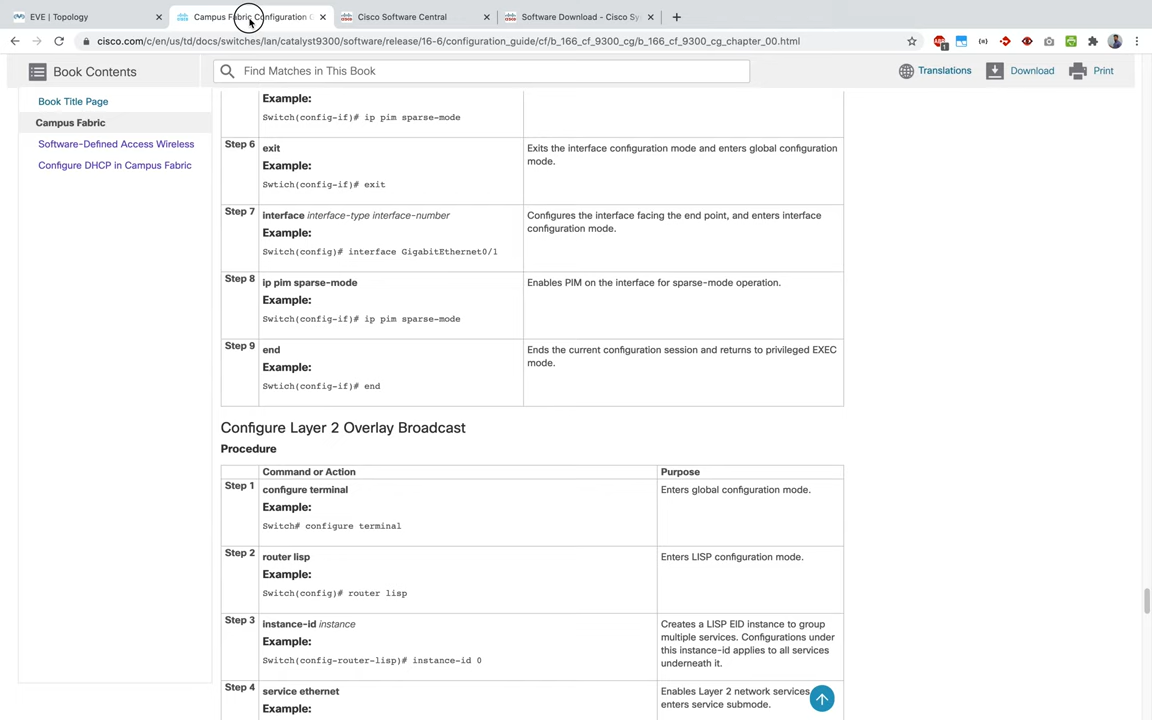 EVE | Topology
Campus Fabric Configuration G
Cisco Software Central
Software Download - Cisco Sy
cisco.com/c/en/us/td/docs/switches/lan/catalyst9300/software/release/16-6/configuration_guide/cf/b_166_cf_9300_cg/b_166_cf_9300_cg_chapter_00.html
Book Contents
Find Matches in This Book
Translations
Download
Print
Book Title Page
Campus Fabric
Software-Defined Access Wireless
Configure DHCP in Campus Fabric
Example:
Switch(config-if)# ip pim sparse-mode
Step 6
exit
Example:
Swtich(config-if)# exit
Exits the interface configuration mode and enters global configuration
mode.
Step 7
interface interface-type interface-number
Example:
Switch(config)# interface GigabitEthernet0/1
Configures the interface facing the end point, and enters interface
configuration mode.
Step 8
ip pim sparse-mode
Example:
Switch(config-if)# ip pim sparse-mode
Enables PIM on the interface for sparse-mode operation.
Step 9
end
Example:
Swtich(config-if)# end
Ends the current configuration session and returns to privileged EXEC
mode.
Configure Layer 2 Overlay Broadcast
Procedure
Command or Action
Purpose
Step 1
configure terminal
Example:
Switch# configure terminal
Enters global configuration mode.
Step 2
router lisp
Example:
Switch(config)# router lisp
Enters LISP configuration mode.
Step 3
instance-id instance
Example:
Switch(config-router-lisp)# instance-id 0
Creates a LISP EID instance to group
multiple services. Configurations under
this instance-id applies to all services
underneath it.
Step 4
service ethernet
Example:
Enables Layer 2 network services
enters service submode.